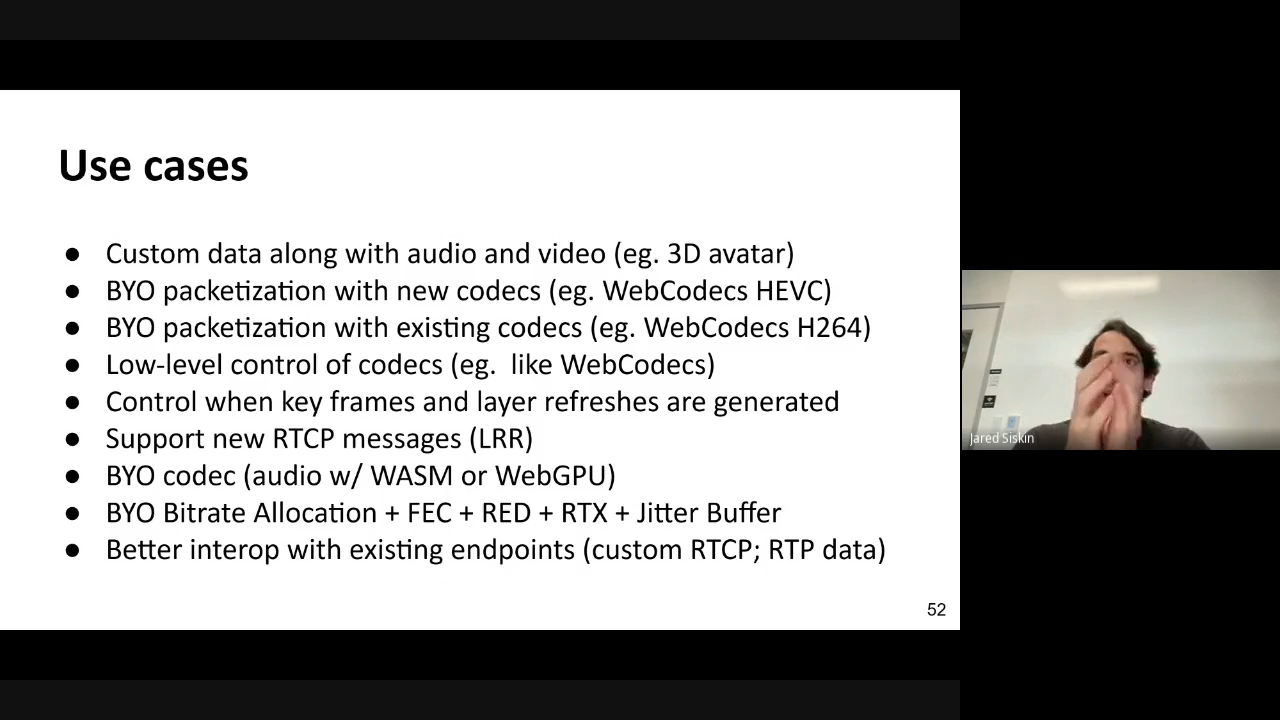 Use cases
● Custom data along with audio and video (eg. 3D avatar)
● BYO packetization with new codecs (eg. WebCodecs HEVC)
● BYO packetization with existing codecs (eg. WebCodecs H264)
● Low-level control of codecs (eg.  like WebCodecs)
● Control when key frames and layer refreshes are generated
● Support new RTCP messages (LRR)
● BYO codec (audio w/ WASM or WebGPU)
● BYO Bitrate Allocation + FEC + RED + RTX + Jitter Buffer
● Better interop with existing endpoints (custom RTCP; RTP data)
52
Jared Siskin